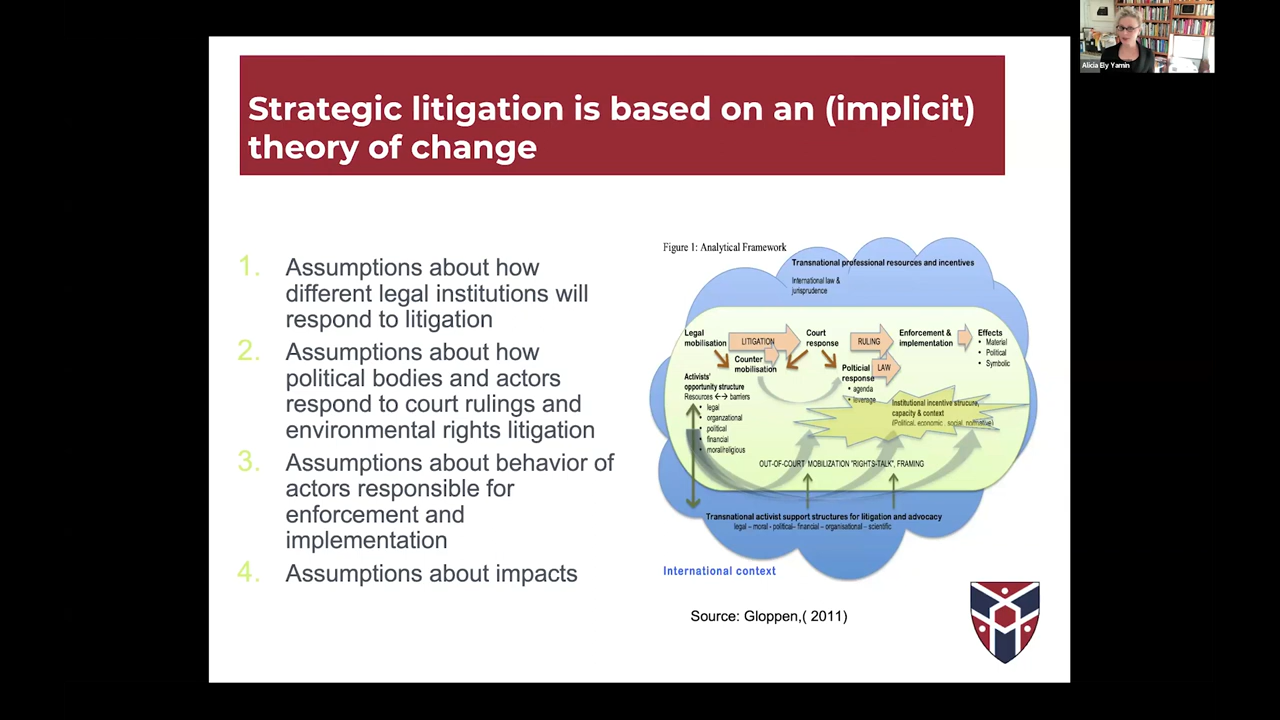 Alicia Ely Yamin
Strategic litigation is based on an (implicit)
theory of change
1. Assumptions about how
different legal institutions will
respond to litigation
2. Assumptions about how
political bodies and actors
respond to court rulings and
environmental rights litigation
3. Assumptions about behavior of
actors responsible for
enforcement and
implementation
4. Assumptions about impacts
Figure 1: Analytical Framework
Transnational professional resources and incentives
International law &
jurisprudence
Legal
mobilisation
LITIGATION
Court
response
RULING
Enforcement &
implementation
Effects
• Material
• Political
• Symbolic
Counter
mobilisation
Politicial
response
LAW
• agenda
• leverage
Activists'
opportunity structure
Resources ←→ barriers
• legal
• organzational
• political
• financial
• moral/religious
Institutional incentive strucure,
capacity & context
(Political, economic , social, normative)
OUT-OF-COURT MOBILIZATION "RIGHTS-TALK", FRAMING
Transnational activist support structures for litigation and advocacy
legal – moral - political– financial – organisational – scientific
International context
Source: Gloppen,( 2011)